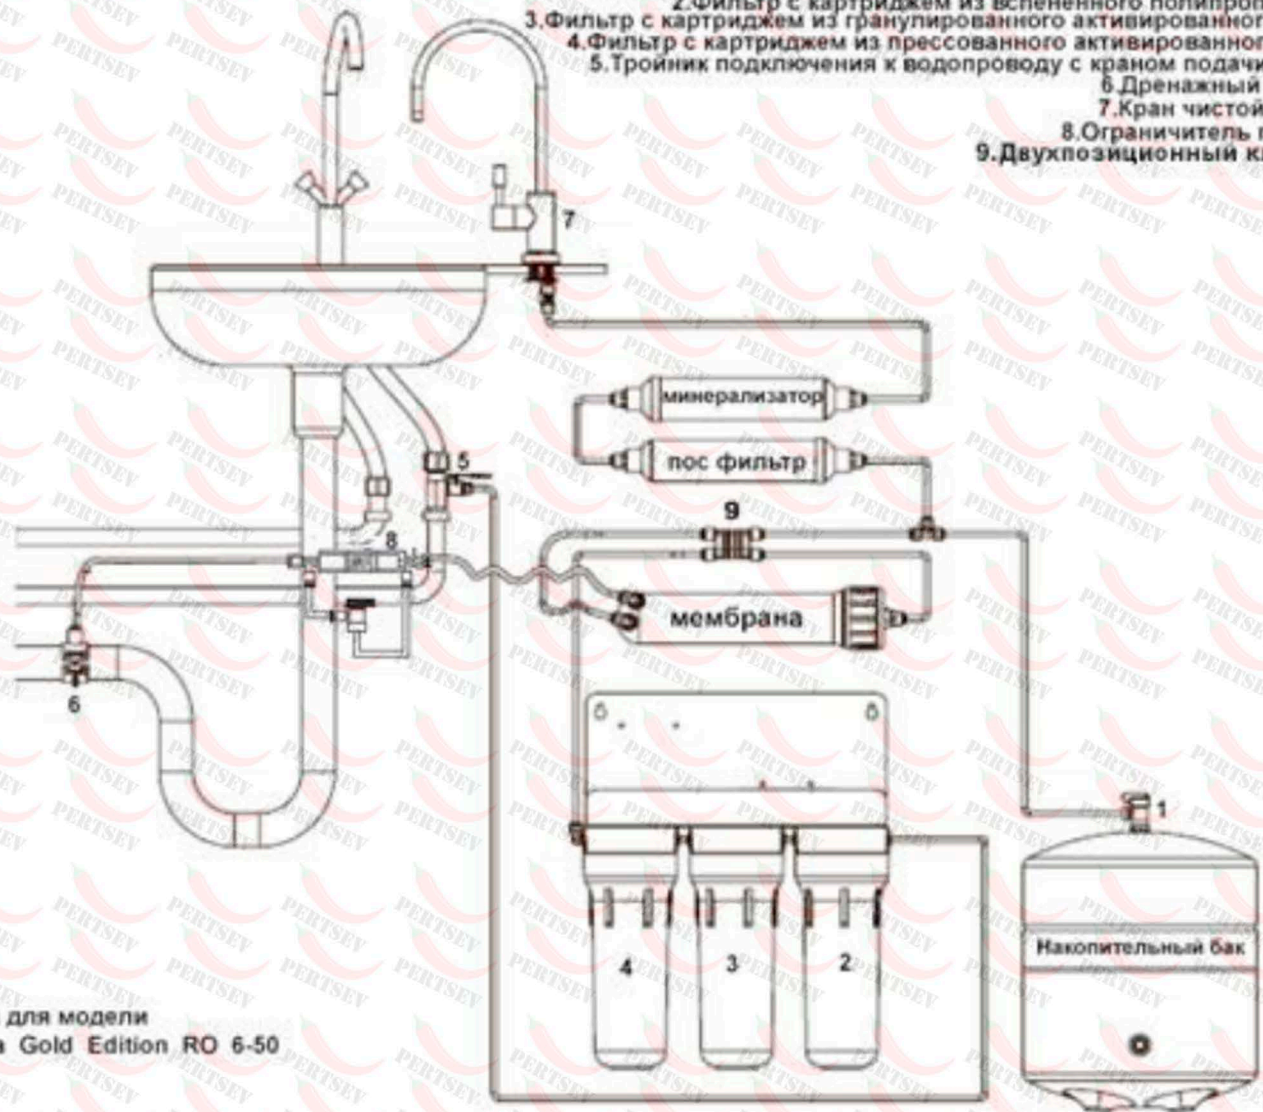 2.Фильтр с картриджем из вспененного полипроп
3.Фильтр с картриджем из гранулированного активированног
4.Фильтр с картриджем из прессованного активированног
5.Тройник подключения к водопроводу с краном подачи
6.Дренажный
7.Кран чистой
8.Ограничитель
9.Двухпозиционный к
7
минерализатор
5
пос фильтр
9
8
мембрана
6
1
Накопительный бак
4 3 2
для модели
а Gold Edition RO 6-50
PERTSEV